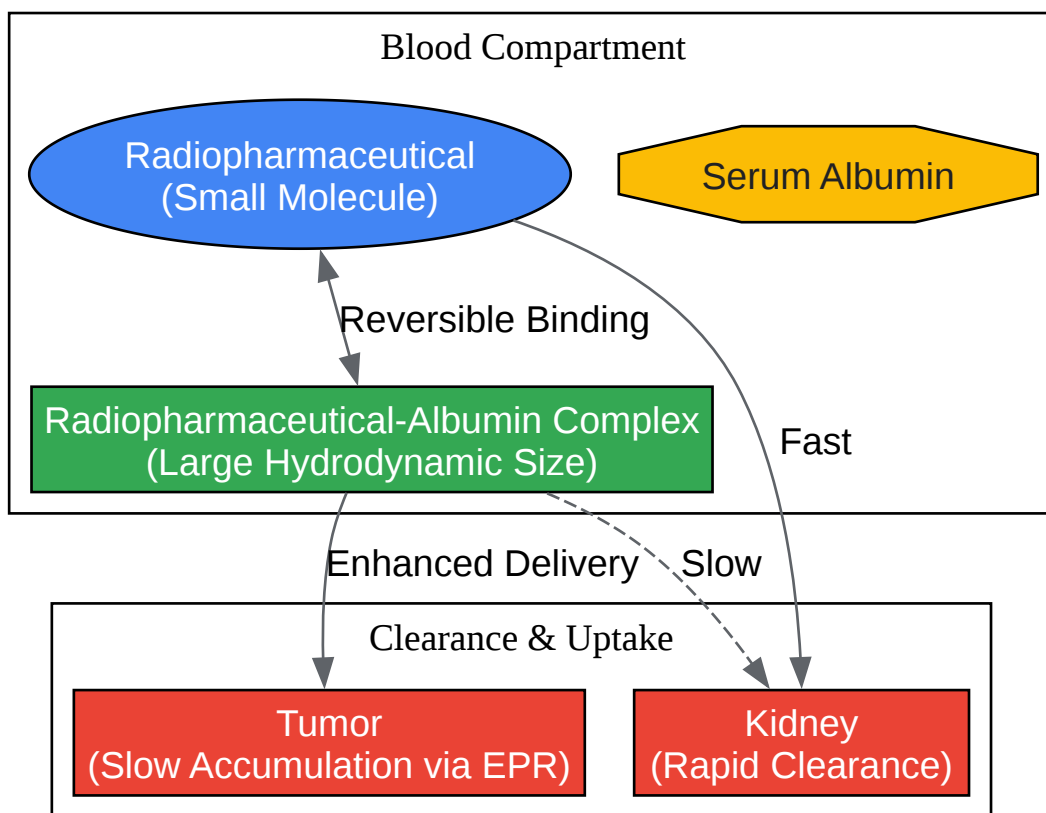 Blood Compartment
Radiopharmaceutical
(Small Molecule)
Serum Albumin
Reversible Binding
Radiopharmaceutical-Albumin Complex
(Large Hydrodynamic Size)
Fast
Enhanced Delivery
Slow
Clearance & Uptake
Tumor
(Slow Accumulation via EPR)
Kidney
(Rapid Clearance)